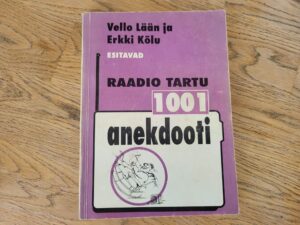 Vello Lään ja
Erkki Kõlu
ESITAVAD
RAADIO TARTU
1001
anekdooti